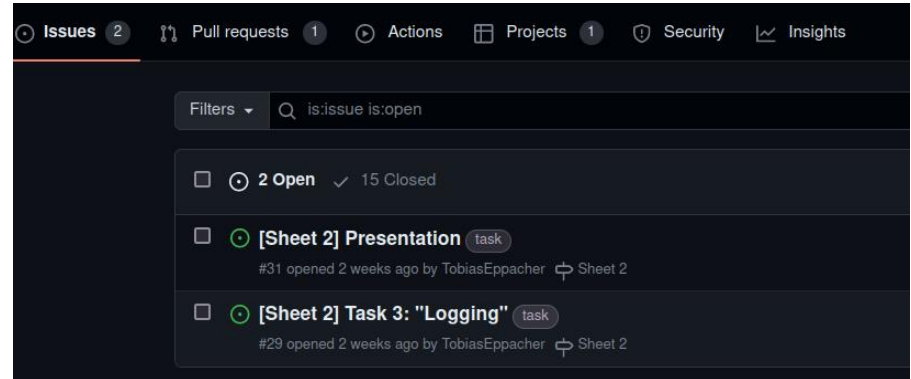 Issues 2 Pull requests 1 Actions Projects 1 Security Insights
Filters is:issue is:open
2 Open 15 Closed
[Sheet 2] Presentation task
#31 opened 2 weeks ago by TobiasEppacher Sheet 2
[Sheet 2] Task 3: "Logging" task
#29 opened 2 weeks ago by TobiasEppacher Sheet 2